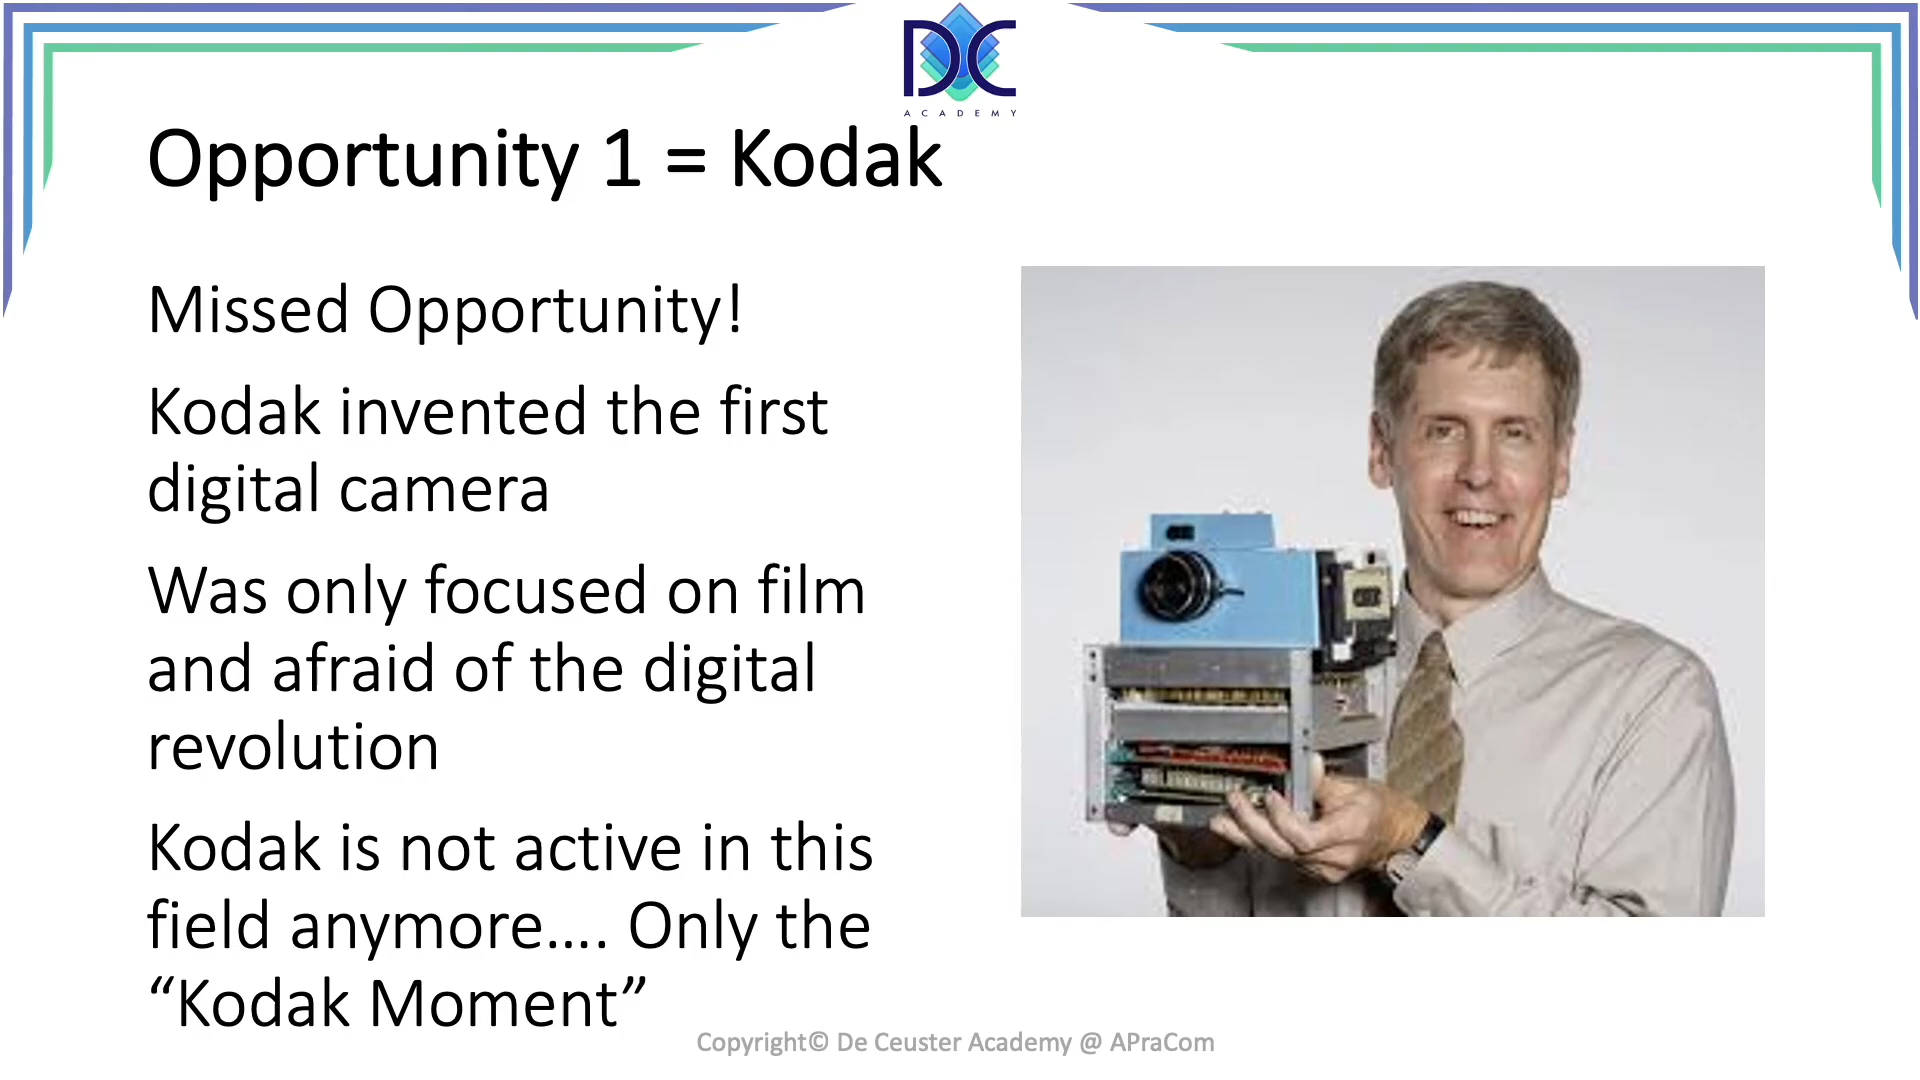 DC
ACADEMY
Opportunity 1 = Kodak
Missed Opportunity!
Kodak invented the first
digital camera
Was only focused on film
and afraid of the digital
revolution
Kodak is not active in this
field anymore…. Only the
“Kodak Moment”
Copyright© De Ceuster Academy @ APraCom